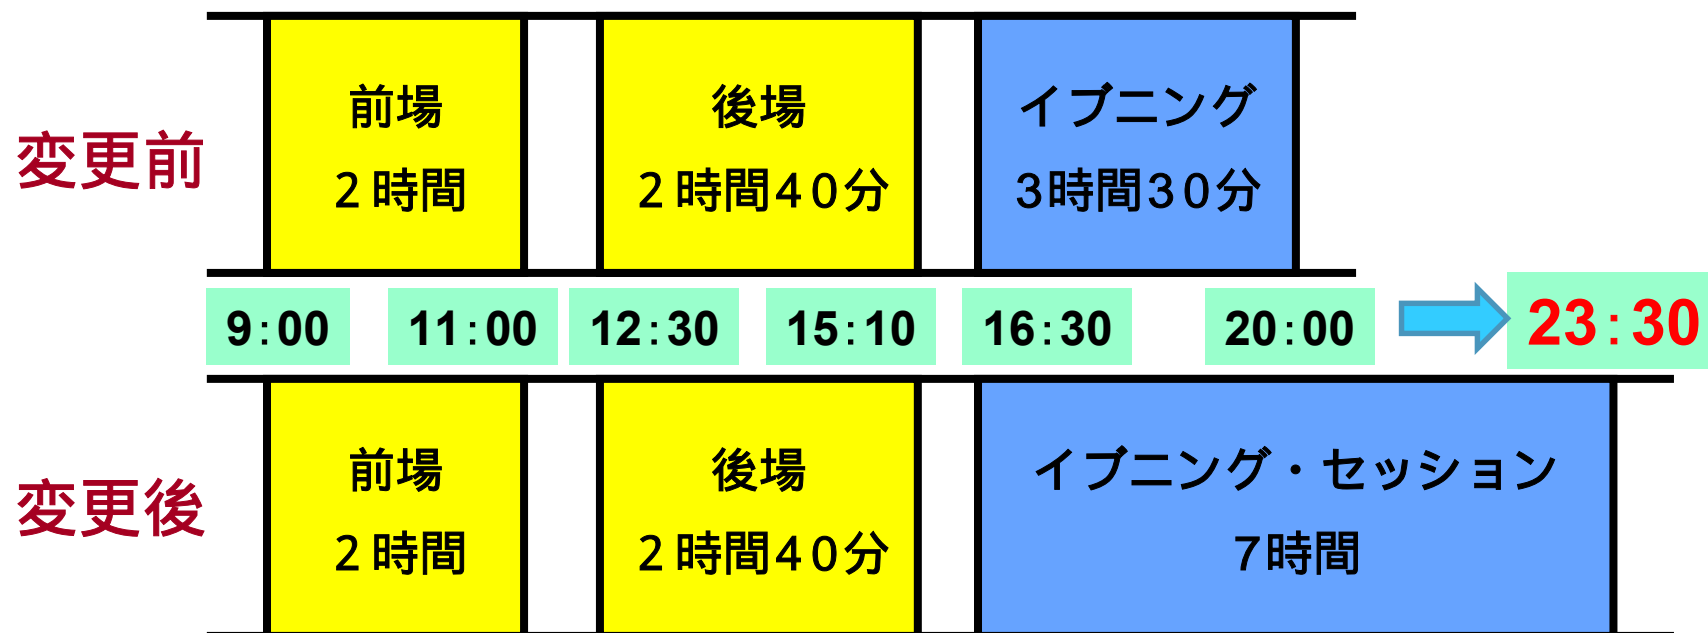 変更前
前場
２時間
後場
２時間４０分
イブニング
３時間３０分
9：00
11：00
12：30
15：10
16：30
20：00
23：30
変更後
前場
２時間
後場
２時間４０分
イブニング・セッション
７時間